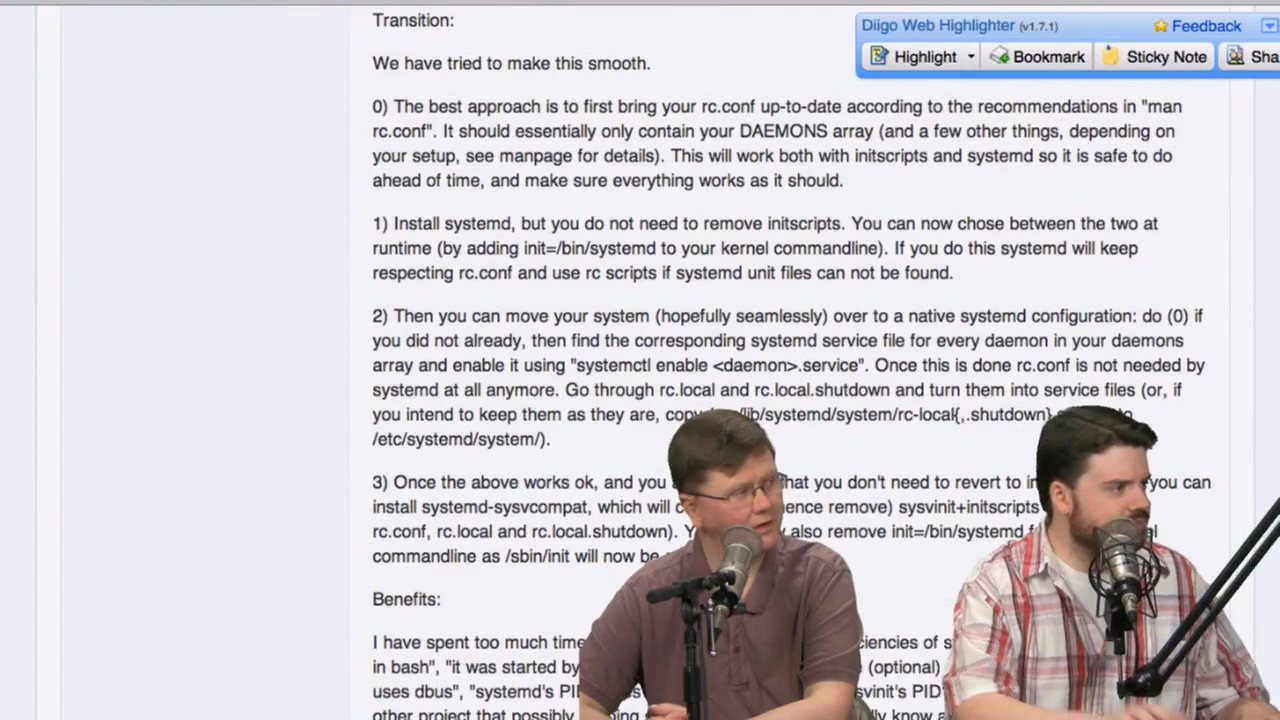 Transition:
Diigo Web Highlighter (v1.7.1)
Feedback
Highlight
Bookmark
Sticky Note
Sha
We have tried to make this smooth.
0) The best approach is to first bring your rc.conf up-to-date according to the recommendations in "man
rc.conf". It should essentially only contain your DAEMONS array (and a few other things, depending on
your setup, see manpage for details). This will work both with initscripts and systemd so it is safe to do
ahead of time, and make sure everything works as it should.
1) Install systemd, but you do not need to remove initscripts. You can now chose between the two at
runtime (by adding init=/bin/systemd to your kernel commandline). If you do this systemd will keep
respecting rc.conf and use rc scripts if systemd unit files can not be found.
2) Then you can move your system (hopefully seamlessly) over to a native systemd configuration: do (0) if
you did not already, then find the corresponding systemd service file for every daemon in your daemons
array and enable it using "systemctl enable <daemon>.service". Once this is done rc.conf is not needed by
systemd at all anymore. Go through rc.local and rc.local.shutdown and turn them into service files (or, if
you intend to keep them as they are, /lib/systemd/system/rc-local{,.shutdown}
/etc/systemd/system/).
3) Once the above works ok, and you that you don't need to revert to you can
install systemd-sysvcompat, which will remove) sysvinit+initscripts
rc.conf, rc.local and rc.local.shutdown). also remove init=/bin/systemd
commandline as /sbin/init will now be
Benefits:
I have spent too much time of
in bash", "it was started by (optional)
uses dbus", "systemd's
other project that possibly know